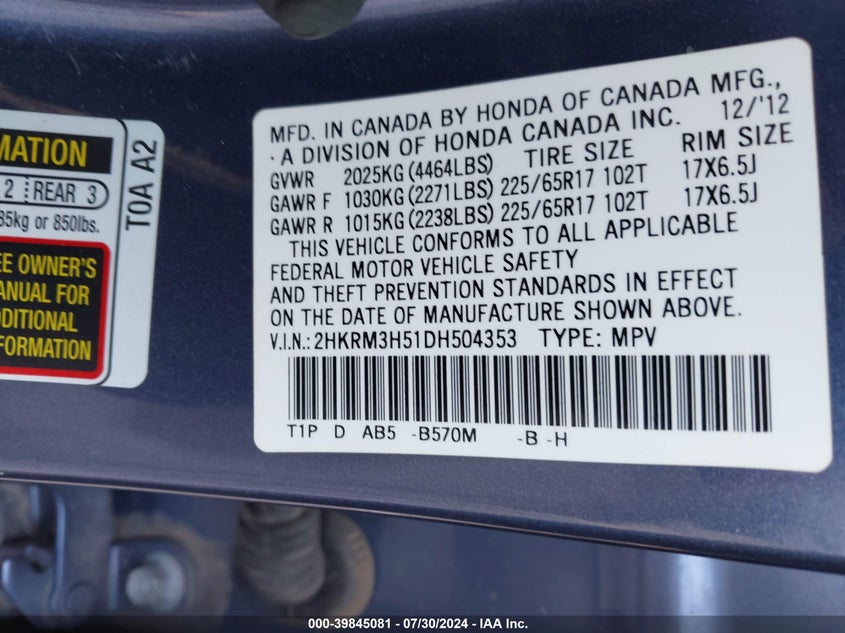 MATION
2 REAR 3
85kg or 850lbs.
EE OWNER'S
ANUAL FOR
DDITIONAL
FORMATION
T0A A2
MFD. IN CANADA BY HONDA OF CANADA MFG.,
· A DIVISION OF HONDA CANADA INC. 12/'12
GVWR 2025KG (4464LBS) TIRE SIZE RIM SIZE
GAWR F 1030KG (2271LBS) 225/65R17 102T 17X6.5J
GAWR R 1015KG (2238LBS) 225/65R17 102T 17X6.5J
THIS VEHICLE CONFORMS TO ALL APPLICABLE
FEDERAL MOTOR VEHICLE SAFETY
AND THEFT PREVENTION STANDARDS IN EFFECT
ON THE DATE OF MANUFACTURE SHOWN ABOVE.
V.I.N.: 2HKRM3H51DH504353 TYPE: MPV
T1P D AB5 -B570M -B -H
000-39845081 - 07/30/2024 - IAA Inc.